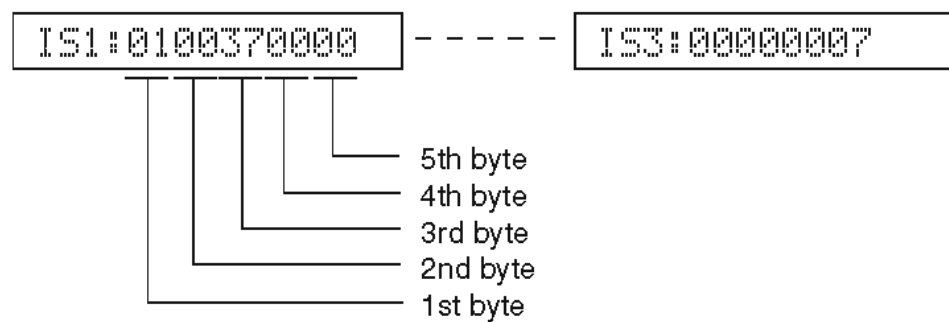 IS1:0100370000 IS3:00000007
5th byte
4th byte
3rd byte
2nd byte
1st byte